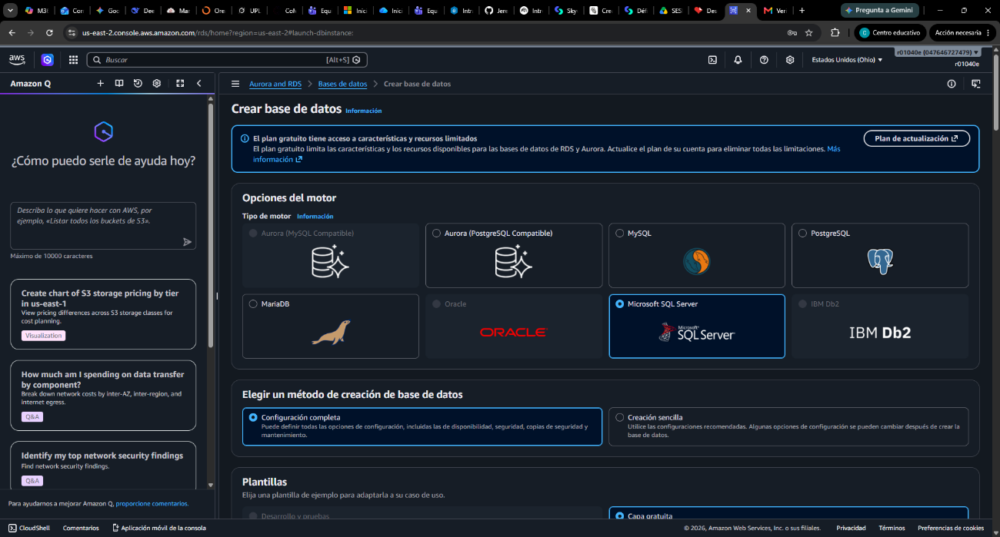 M3(
Cor
Goo
Dee
Mar
Ore
UPL
CoN
Equ
Inic
Inic
Equ
Intr
Jere
Intr
Sky
Cre
Défi
SES
Des
Ver
Pregunta a Gemini
us-east-2.console.aws.amazon.com/rds/home?region=us-east-2#launch-dbinstance:
C Centro educativo
Acción necesaria
aws
Buscar
[Alt+S]
Estados Unidos (Ohio)
r01040e (047646727479)
r01040e
Amazon Q
Aurora and RDS
Bases de datos
Crear base de datos
¿Cómo puedo serle de ayuda hoy?
Describa lo que quiere hacer con AWS, por
ejemplo, «Listar todos los buckets de S3».
Máximo de 10000 caracteres
Create chart of S3 storage pricing by tier
in us-east-1
View pricing differences across S3 storage classes for
cost planning.
Visualization
How much am I spending on data transfer
by component?
Break down network costs by inter-AZ, inter-region, and
internet egress.
Q&A
Identify my top network security findings
Find network security findings.
Q&A
Para ayudarnos a mejorar Amazon Q, proporcione comentarios.
Crear base de datos Información
El plan gratuito tiene acceso a características y recursos limitados
El plan gratuito limita las características y los recursos disponibles para las bases de datos de RDS y Aurora. Actualice el plan de su cuenta para eliminar todas las limitaciones. Más
información
Plan de actualización
Opciones del motor
Tipo de motor Información
Aurora (MySQL Compatible)
Aurora (PostgreSQL Compatible)
MySQL
PostgreSQL
MariaDB
Oracle
ORACLE
Microsoft SQL Server
Microsoft
SQL Server
IBM Db2
IBM Db2
Elegir un método de creación de base de datos
Configuración completa
Puede definir todas las opciones de configuración, incluidas las de disponibilidad, seguridad, copias de seguridad y
mantenimiento.
Creación sencilla
Utilice las configuraciones recomendadas. Algunas opciones de configuración se pueden cambiar después de crear la
base de datos.
Plantillas
Elija una plantilla de ejemplo para adaptarla a su caso de uso.
Desarrollo y pruebas
Capa gratuita
CloudShell
Comentarios
Aplicación móvil de la consola
© 2026, Amazon Web Services, Inc. o sus filiales.
Privacidad
Términos
Preferencias de cookies